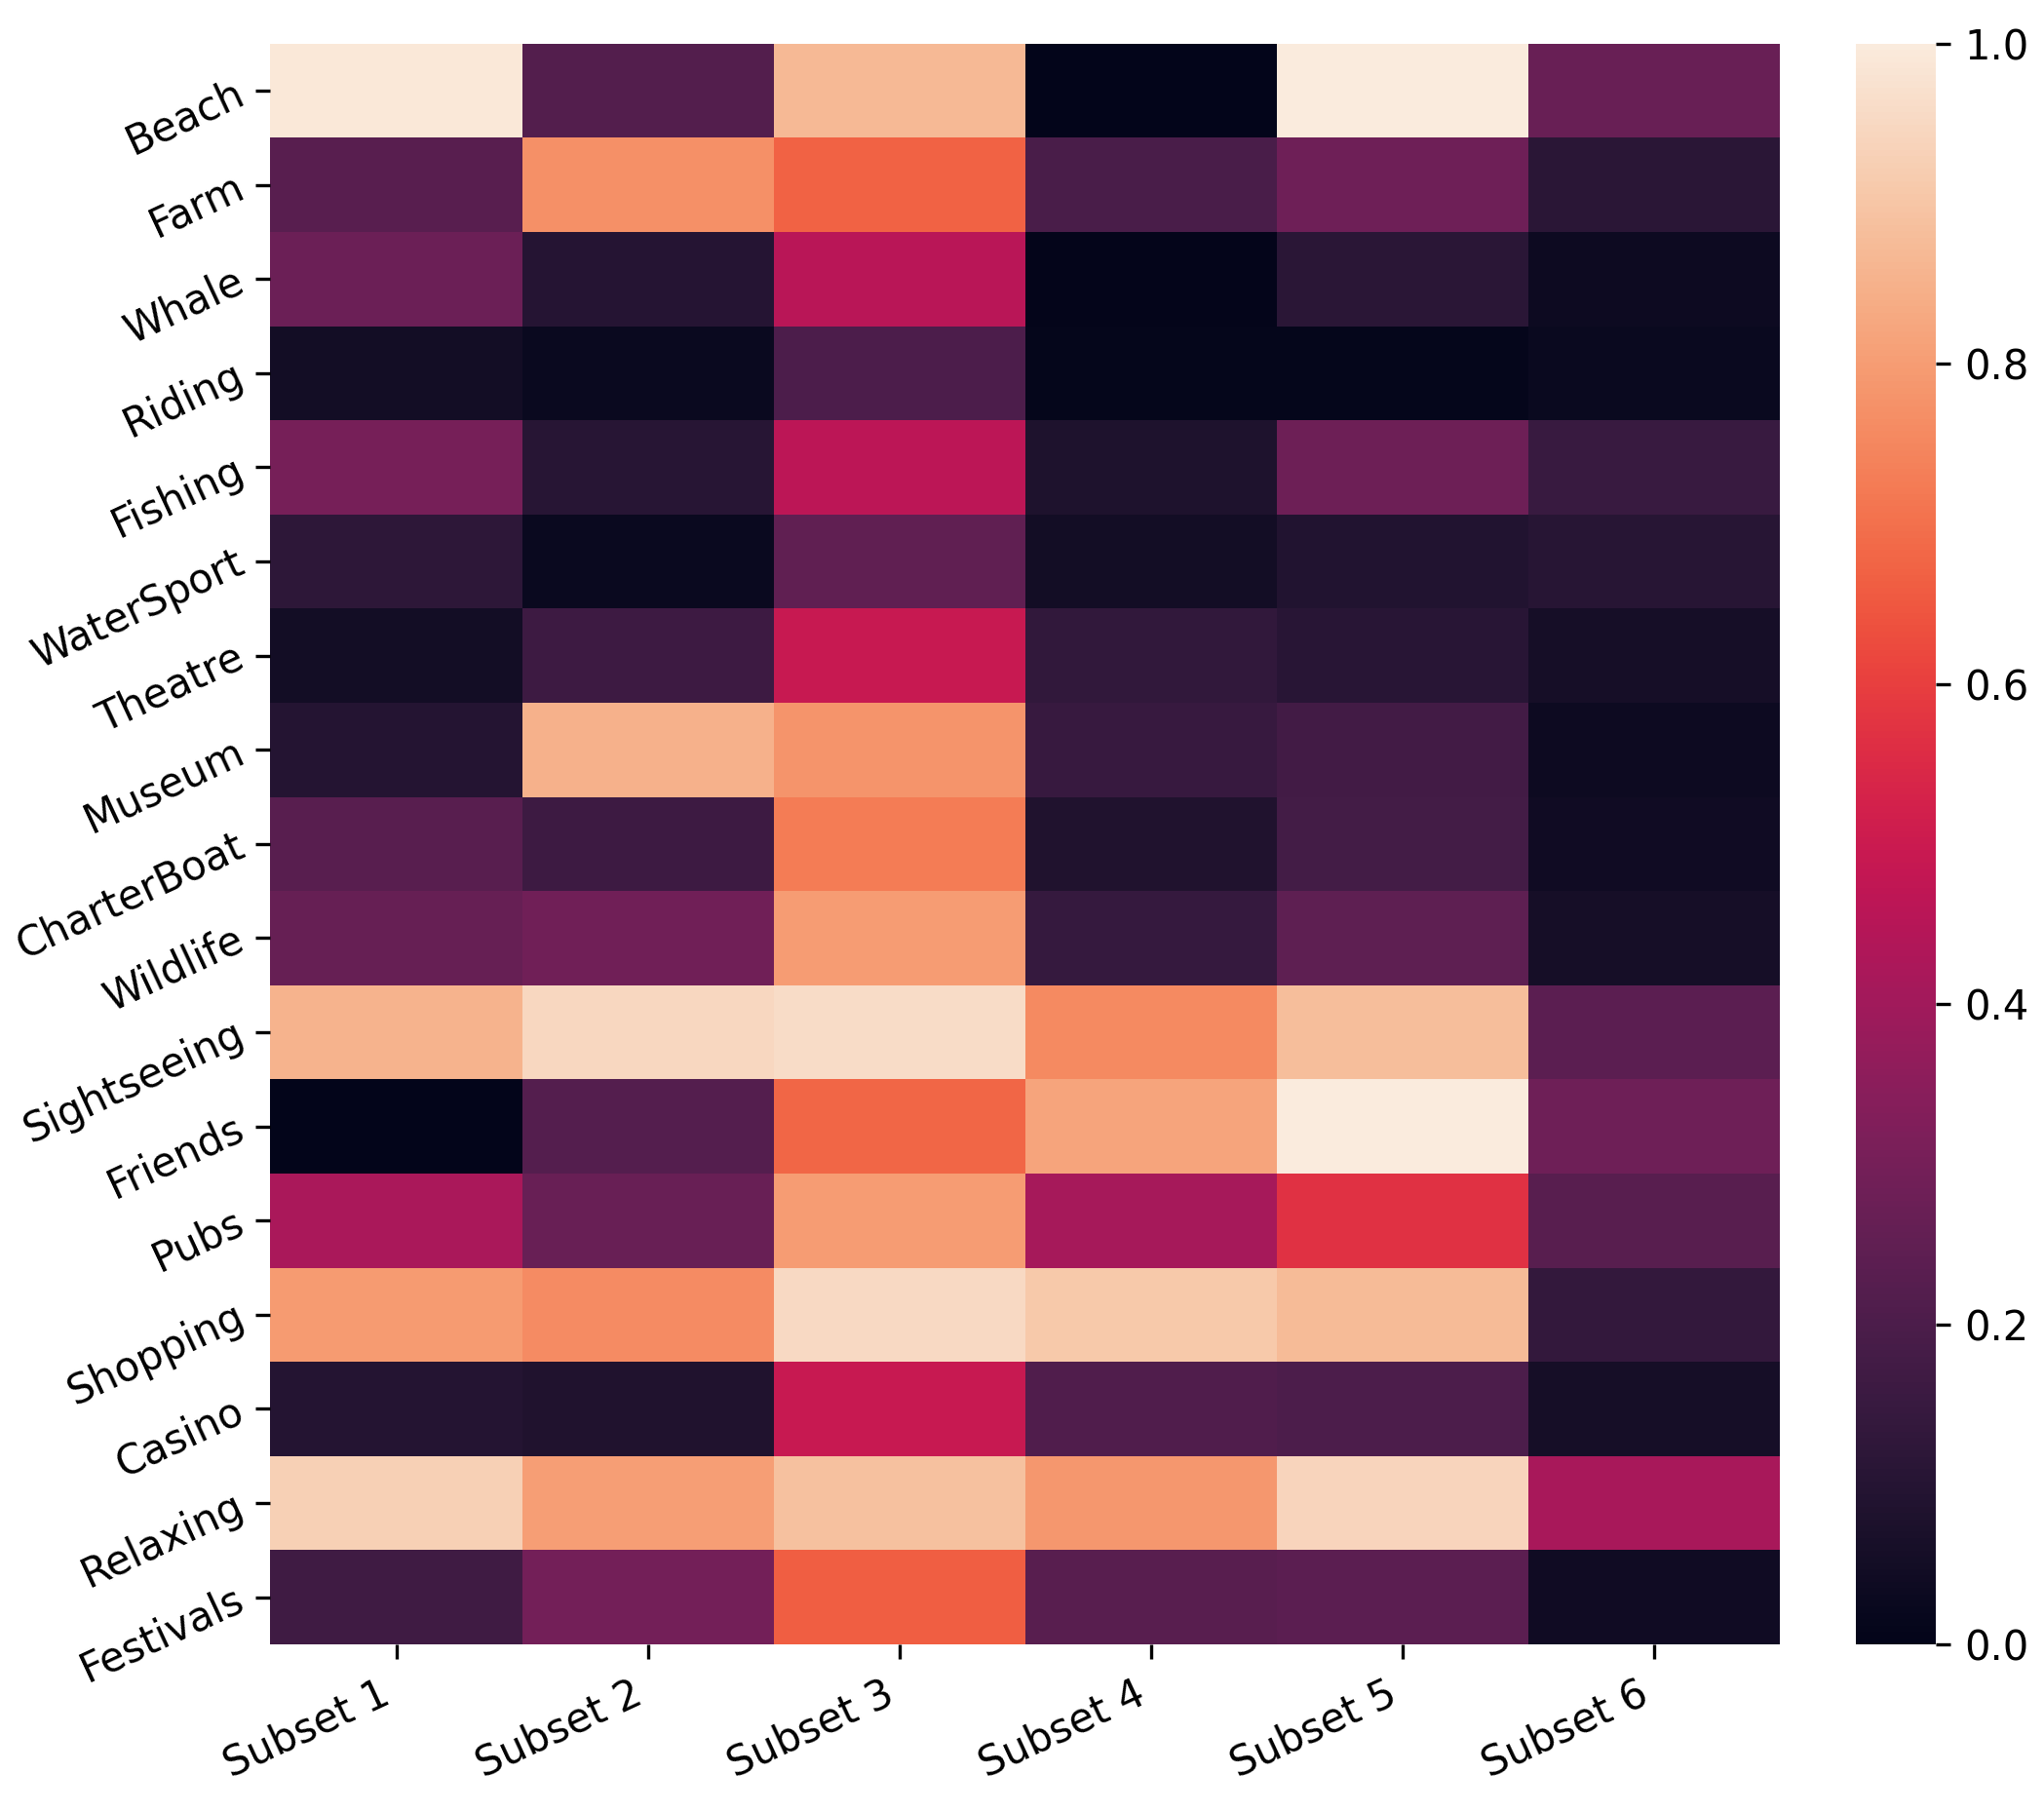 Beach
Farm
Whale
Riding
Fishing
WaterSport
Theatre
Museum
CharterBoat
Wildlife
Sightseeing
Friends
Pubs
Shopping
Casino
Relaxing
Festivals
Subset 1
Subset 2
Subset 3
Subset 4
Subset 5
Subset 6
1.0
0.8
0.6
0.4
0.2
0.0